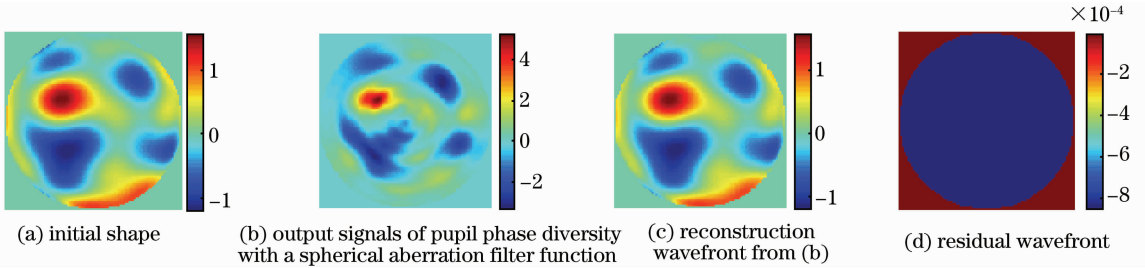 ×10⁻⁴
1
0
−1
4
2
0
−2
1
0
−1
−2
−4
−6
−8
(a) initial shape
(b) output signals of pupil phase diversity
with a spherical aberration filter function
(c) reconstruction
wavefront from (b)
(d) residual wavefront